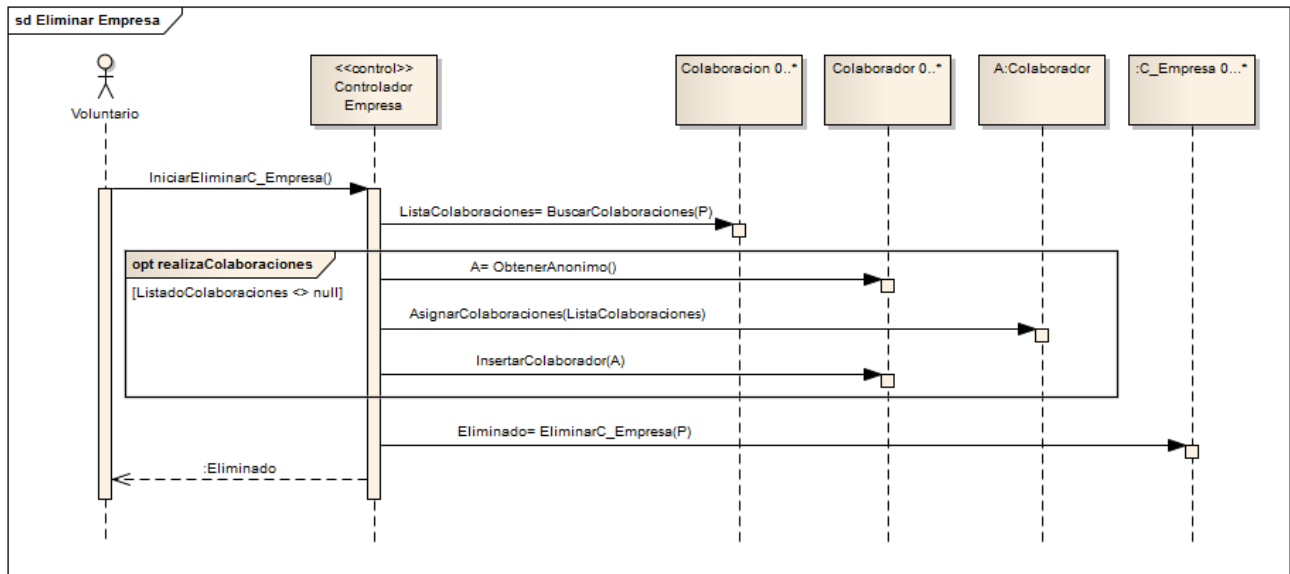 sd Eliminar Empresa
Voluntario
<<control>>
Controlador
Empresa
Colaboracion 0..*
Colaborador 0..*
A:Colaborador
:C_Empresa 0...*
IniciarEliminarC_Empresa()
ListaColaboraciones= BuscarColaboraciones(P)
opt realizaColaboraciones
[ListadoColaboraciones <> null]
A= ObtenerAnonimo()
AsignarColaboraciones(ListaColaboraciones)
InsertarColaborador(A)
Eliminado= EliminarC_Empresa(P)
:Eliminado